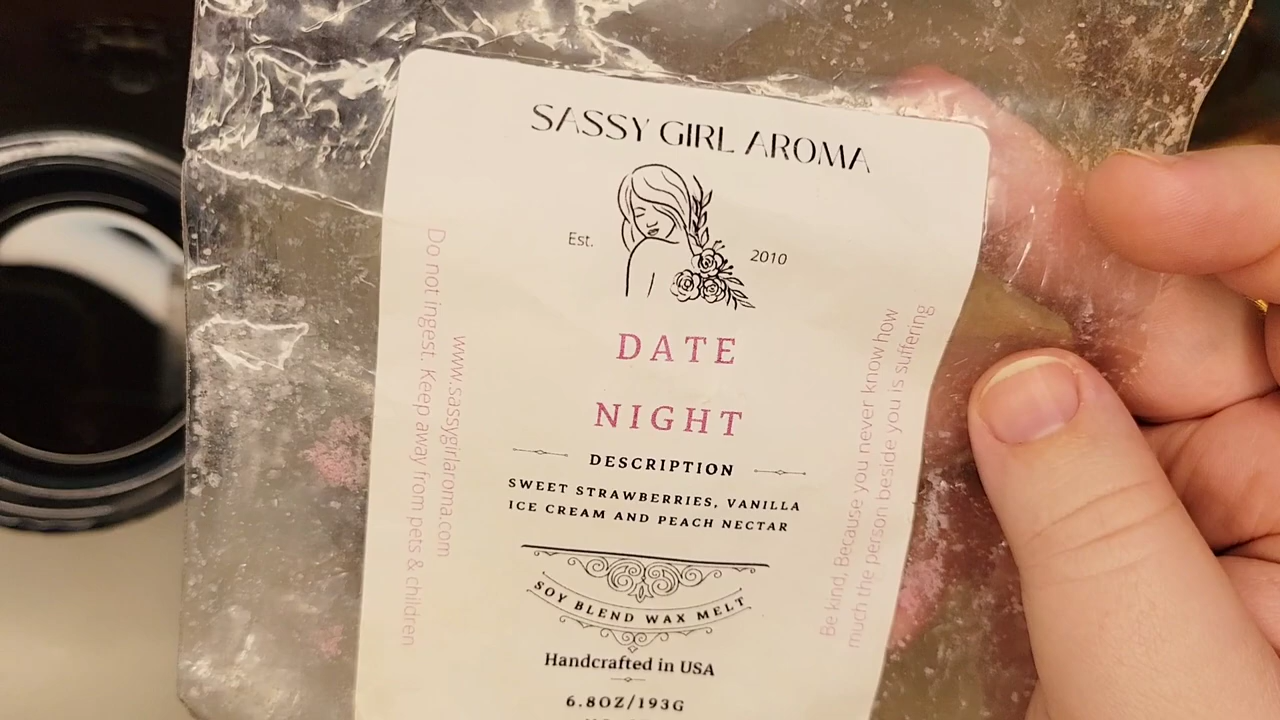 SASSY GIRL AROMA
Est.
2010
DATE
NIGHT
DESCRIPTION
SWEET STRAWBERRIES, VANILLA
ICE CREAM AND PEACH NECTAR
SOY BLEND WAX MELT
Handcrafted in USA
6.8OZ/193G
www.sassygirlaroma.com
Do not ingest. Keep away from pets & children
Be kind. Because you never know how
much the person beside you is suffering